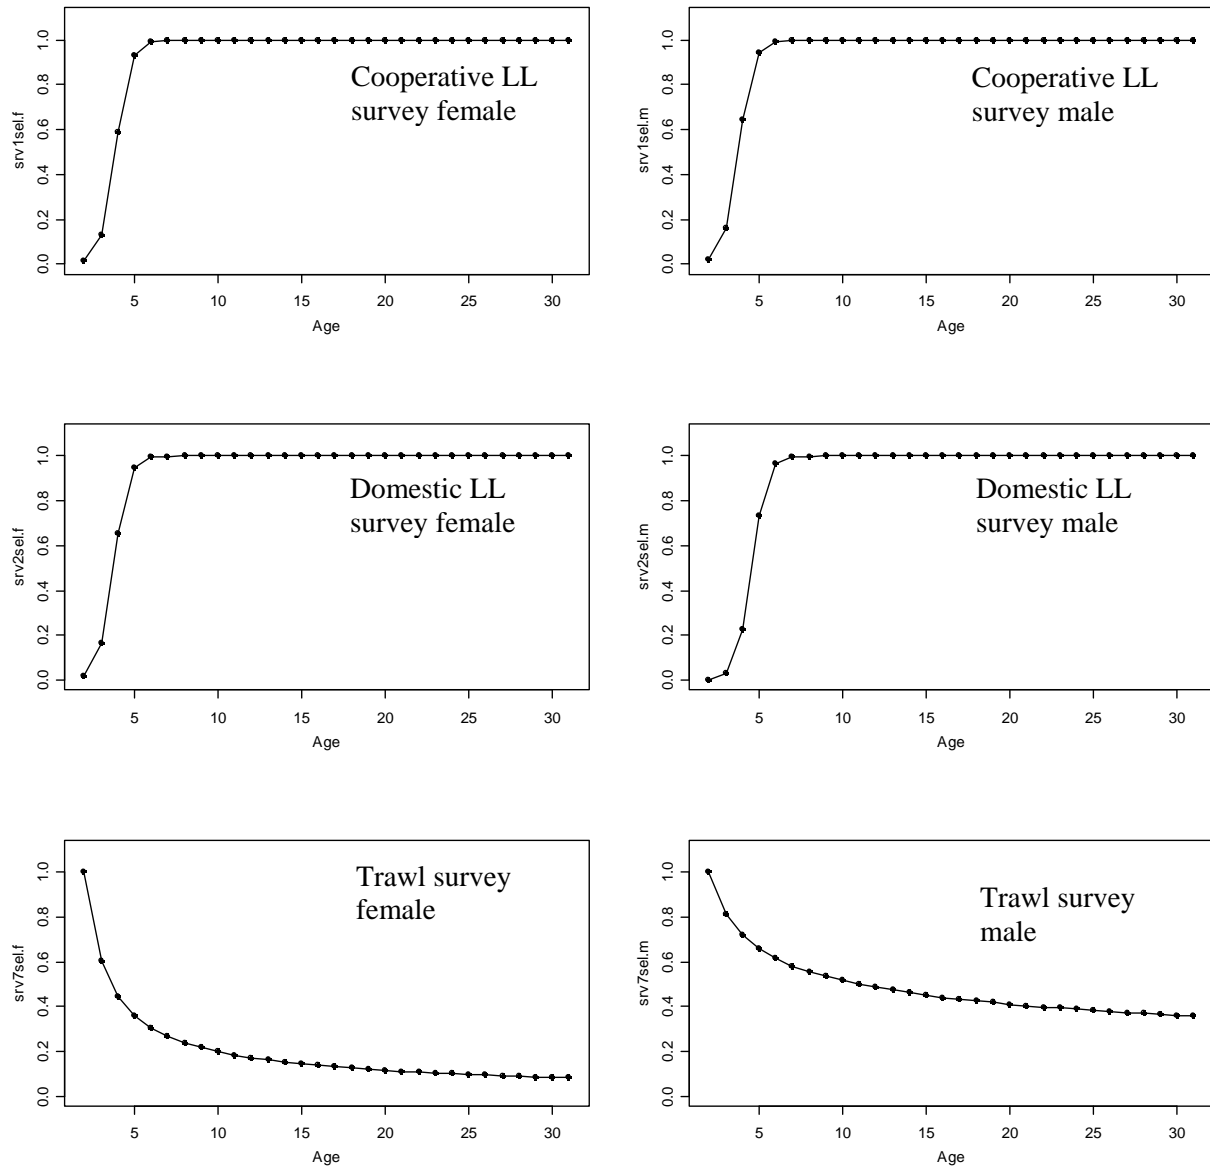 1.0
0.8
0.6
0.4
0.2
0.0
srv1sel.f
Cooperative LL
survey female
5 10 15 20 25 30
Age
1.0
0.8
0.6
0.4
0.2
0.0
srv1sel.m
Cooperative LL
survey male
5 10 15 20 25 30
Age
1.0
0.8
0.6
0.4
0.2
0.0
srv2sel.f
Domestic LL
survey female
5 10 15 20 25 30
Age
1.0
0.8
0.6
0.4
0.2
0.0
srv2sel.m
Domestic LL
survey male
5 10 15 20 25 30
Age
1.0
0.8
0.6
0.4
0.2
0.0
srv7sel.f
Trawl survey
female
5 10 15 20 25 30
Age
1.0
0.8
0.6
0.4
0.2
0.0
srv7sel.m
Trawl survey
male
5 10 15 20 25 30
Age